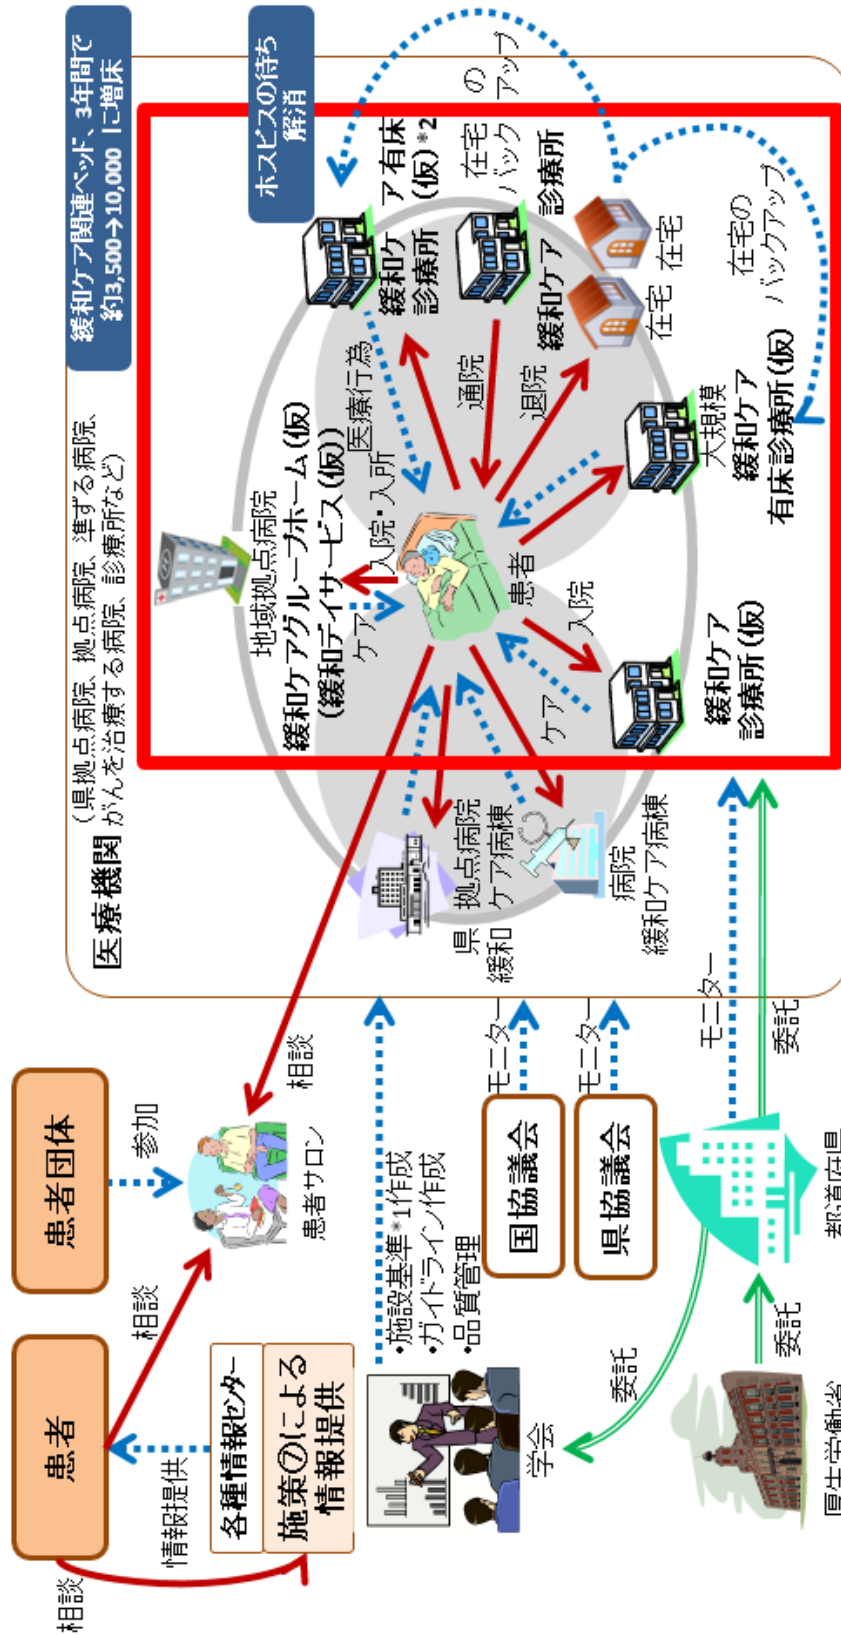 緩和ケア関連ベッド、3年間で
約3,500→10,000 に増床
ホスピスの待ち
解消
医療機関
(県拠点病院、拠点病院、準ずる病院、
がんを治療する病院、診療所など)
患者
患者団体
相談
情報提供
相談
参加
患者サロン
相談
各種情報センター
施策⑦による
情報提供
・施設基準*1作成
・ガイドライン作成
・品質管理
学会
国協議会
モニター
県協議会
モニター
委託
厚生労働省
委託
都道府県
モニター
委託
地域拠点病院
緩和ケアグループホーム(仮)
(緩和デイサービス(仮))
ケア
入院・入所
医療行為
緩和ケア有床
診療所(仮)*2
在宅の
バックアップ
通院
緩和ケア診療所
退院
在宅
在宅
在宅の
バックアップ
大規模
緩和ケア
有床診療所(仮)
患者
入院
ケア
緩和ケア
診療所(仮)
県拠点病院
緩和ケア病棟
病院
緩和ケア病棟